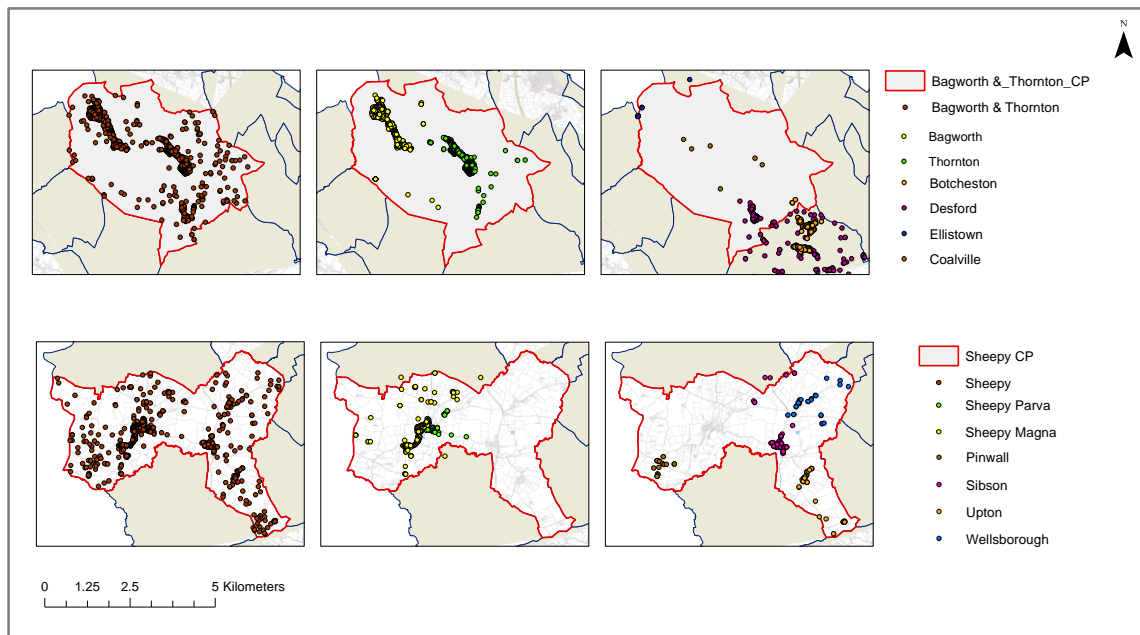 N
Bagworth &_Thornton_CP
Bagworth & Thornton
Bagworth
Thornton
Botcheston
Desford
Ellistown
Coalville
Sheepy CP
Sheepy
Sheepy Parva
Sheepy Magna
Pinwall
Sibson
Upton
Wellsborough
0 1.25 2.5 5 Kilometers